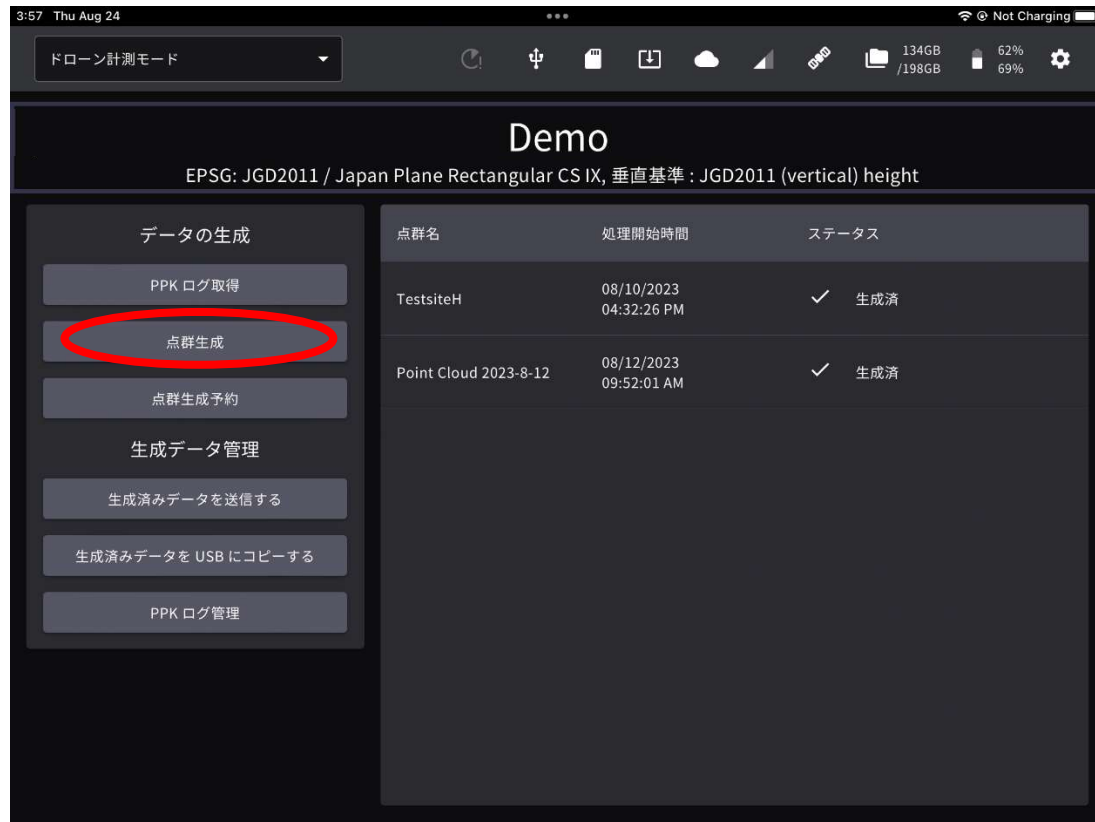 3:57 Thu Aug 24
Not Charging
ドローン計測モード
134GB
/198GB
62%
69%
Demo
EPSG: JGD2011 / Japan Plane Rectangular CS IX, 垂直基準 : JGD2011 (vertical) height
データの生成
PPK ログ取得
点群生成
点群生成予約
生成データ管理
生成済みデータを送信する
生成済みデータを USB にコピーする
PPK ログ管理
点群名 処理開始時間 ステータス
TestsiteH
08/10/2023
04:32:26 PM
生成済
Point Cloud 2023-8-12
08/12/2023
09:52:01 AM
生成済